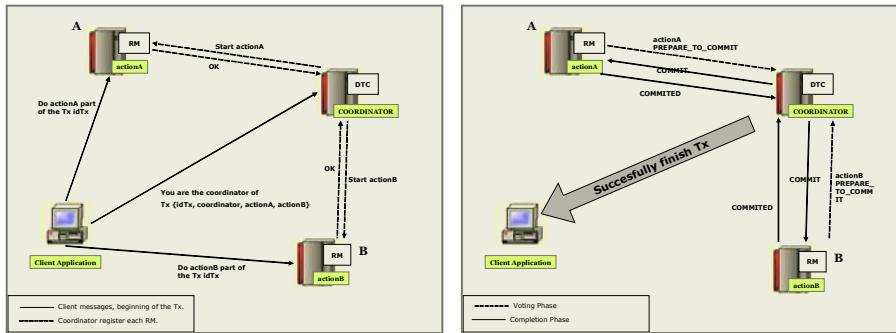 A
RM
actionA
Start actionA
OK
DTC
COORDINATOR
Do actionA part
of the Tx idTx
You are the coordinator of
Tx {idTx, coordinator, actionA, actionB}
OK
Start actionB
Client Application
Do actionB part
of the Tx idTx
RM
B
actionB
Client messages, beginning of the Tx.
Coordinator register each RM.
A
RM
actionA
actionA
PREPARE_TO_COMMIT
COMMIT
COMMITED
DTC
COORDINATOR
Succesfully finish Tx
COMMIT
actionB
PREPARE_
TO_COMM
IT
COMMITED
Client Application
RM
B
actionB
Voting Phase
Completion Phase